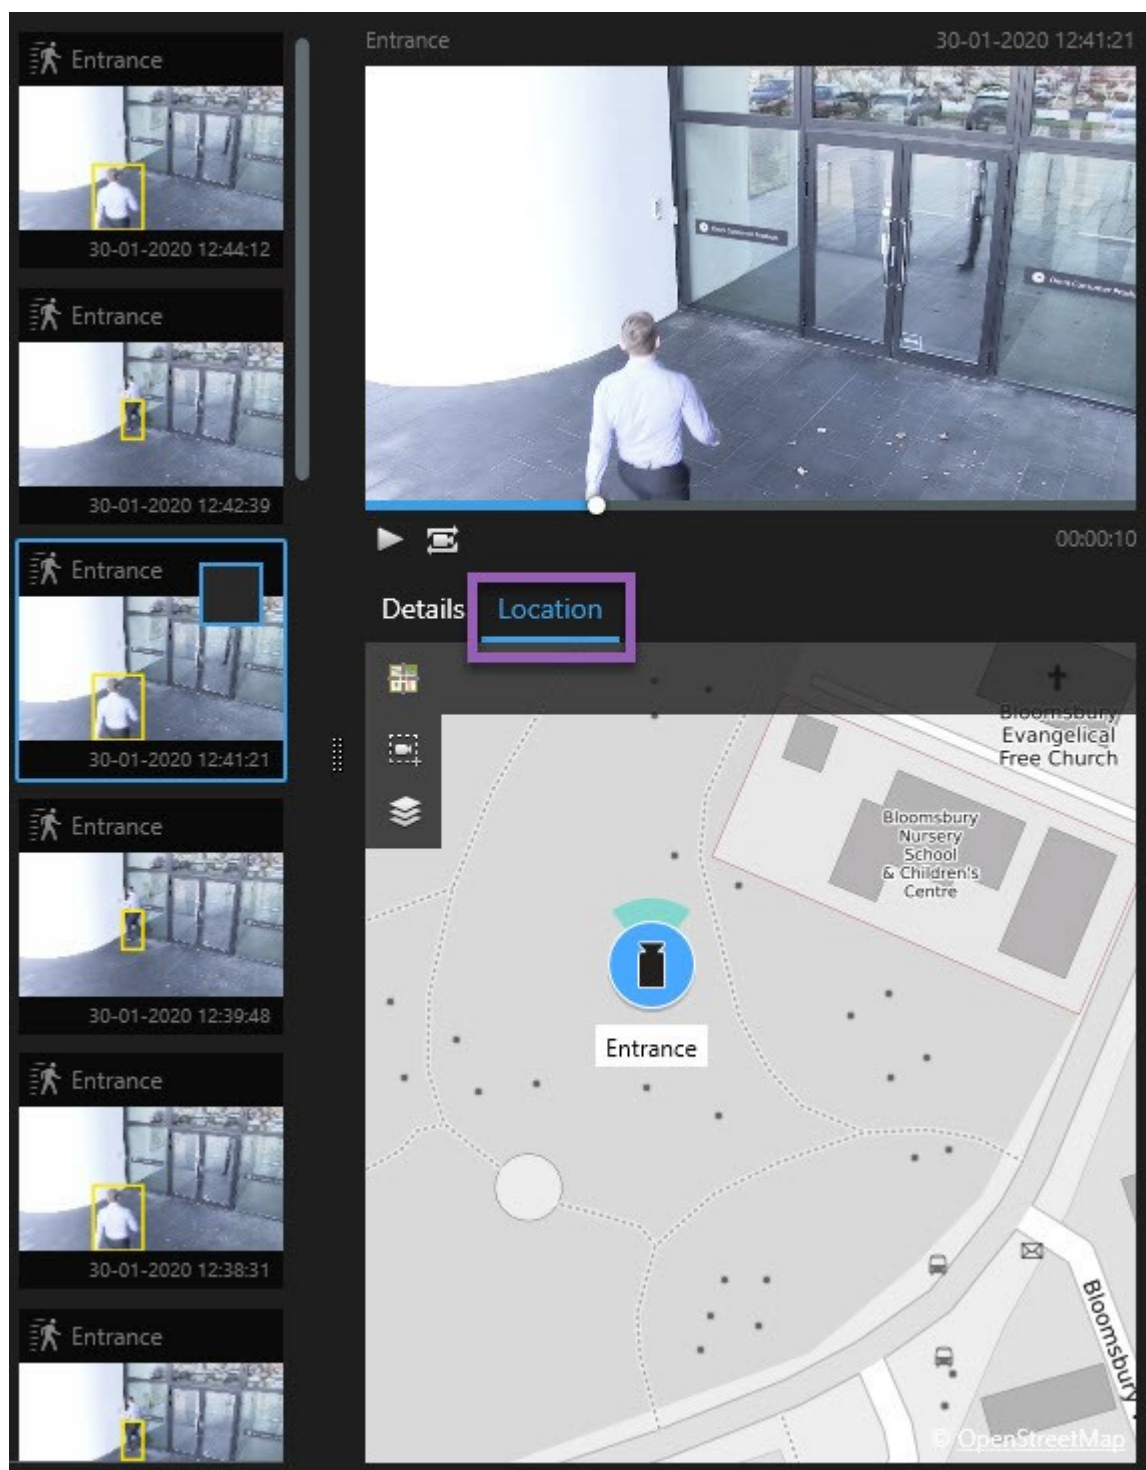 Entrance
30-01-2020 12:44:12
Entrance
30-01-2020 12:42:39
Entrance
30-01-2020 12:41:21
Entrance
30-01-2020 12:39:48
Entrance
30-01-2020 12:38:31
Entrance
Entrance
30-01-2020 12:41:21
00:00:10
Details
Location
Bloomsbury
Evangelical
Free Church
Bloomsbury
Nursery
School
& Children's
Centre
Entrance
Bloomsbury
© OpenStreetMap